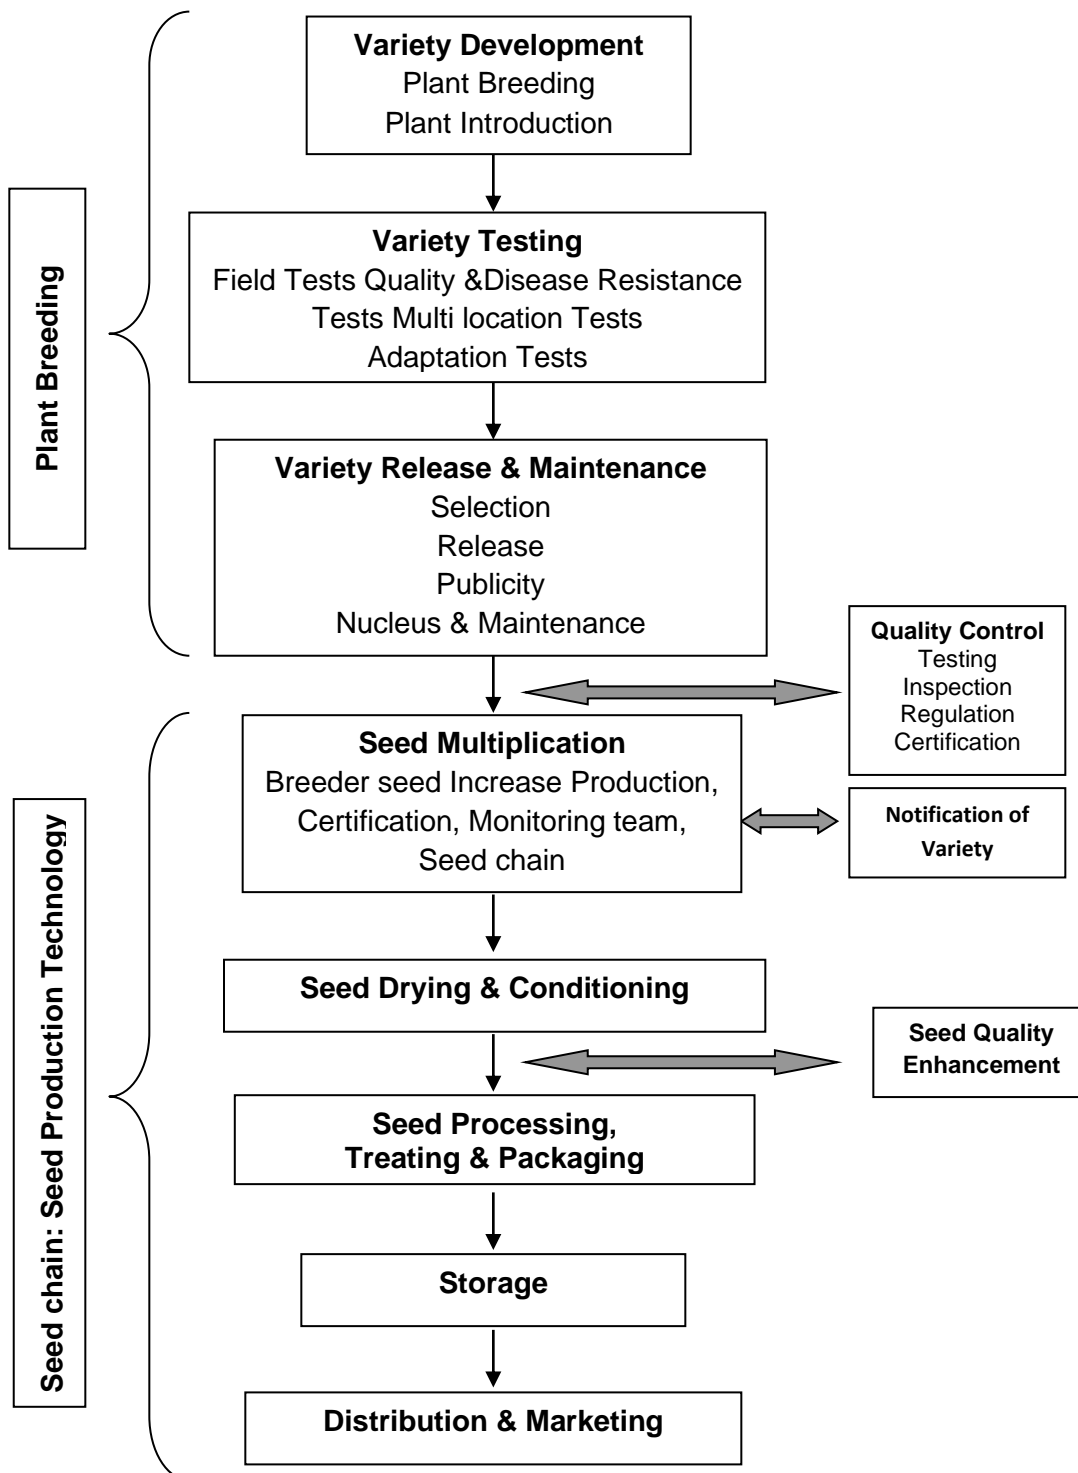 Variety Development
Plant Breeding
Plant Introduction
Variety Testing
Field Tests Quality &Disease Resistance
Tests Multi location Tests
Adaptation Tests
Variety Release & Maintenance
Selection
Release
Publicity
Nucleus & Maintenance
Plant Breeding
Quality Control
Testing
Inspection
Regulation
Certification
Seed Multiplication
Breeder seed Increase Production,
Certification, Monitoring team,
Seed chain
Notification of
Variety
Seed Drying & Conditioning
Seed Quality
Enhancement
Seed Processing,
Treating & Packaging
Storage
Distribution & Marketing
Seed chain: Seed Production Technology